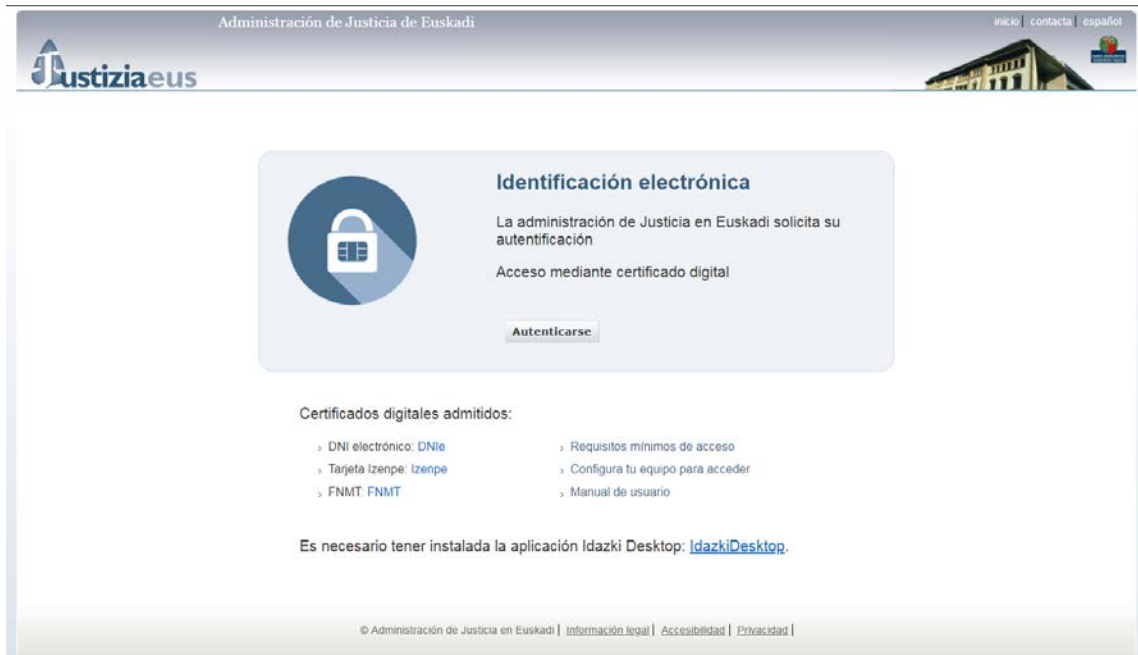 Administración de Justicia de Euskadi
inicio | contacta | español
Justiziaeus
Identificación electrónica
La administración de Justicia en Euskadi solicita su
autentificación
Acceso mediante certificado digital
Autenticarse
Certificados digitales admitidos:
› DNI electrónico: DNIe
› Tarjeta Izenpe: Izenpe
› FNMT: FNMT
› Requisitos mínimos de acceso
› Configura tu equipo para acceder
› Manual de usuario
Es necesario tener instalada la aplicación Idazki Desktop: IdazkiDesktop.
© Administración de Justicia en Euskadi | Información legal | Accesibilidad | Privacidad |